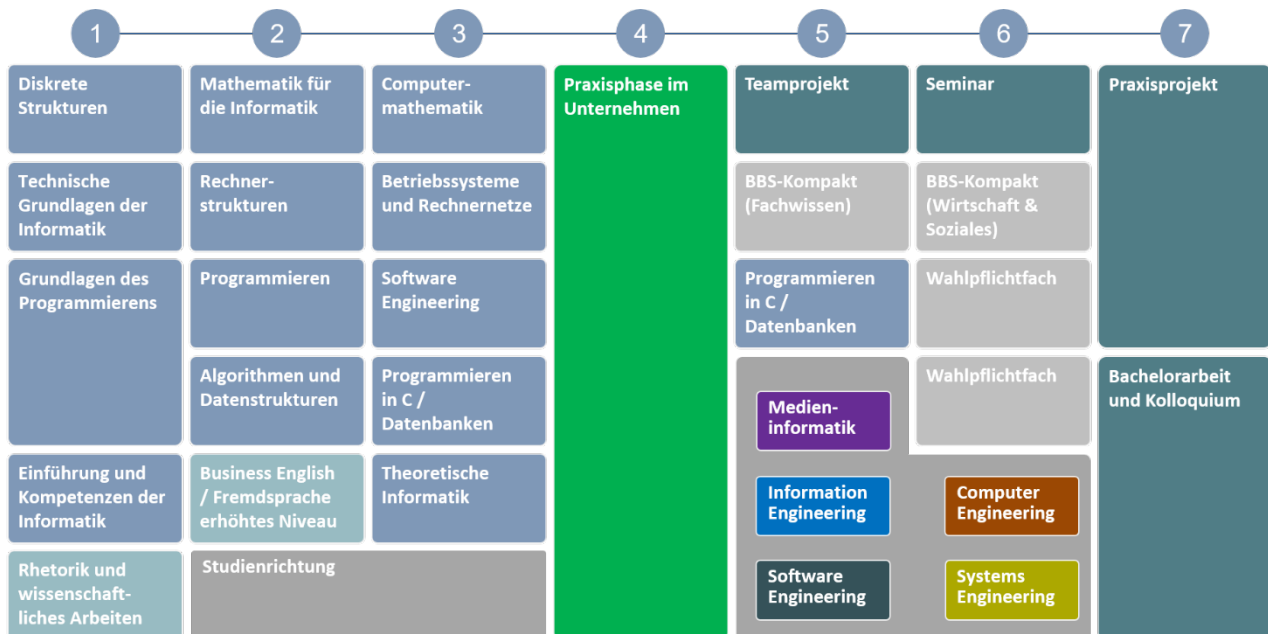 1
2
3
4
5
6
7
Diskrete
Strukturen
Mathematik für
die Informatik
Computer-
mathematik
Praxisphase im
Unternehmen
Teamprojekt
Seminar
Praxisprojekt
Technische
Grundlagen der
Informatik
Rechner-
strukturen
Betriebssysteme
und Rechnernetze
BBS-Kompakt
(Fachwissen)
BBS-Kompakt
(Wirtschaft &
Soziales)
Grundlagen des
Programmierens
Programmieren
Software
Engineering
Programmieren
in C /
Datenbanken
Wahlpflichtfach
Algorithmen und
Datenstrukturen
Programmieren
in C /
Datenbanken
Medien-
informatik
Wahlpflichtfach
Bachelorarbeit
und Kolloquium
Einführung und
Kompetenzen der
Informatik
Business English
/ Fremdsprache
erhöhtes Niveau
Theoretische
Informatik
Information
Engineering
Computer
Engineering
Rhetorik und
wissenschaft-
liches Arbeiten
Studienrichtung
Software
Engineering
Systems
Engineering